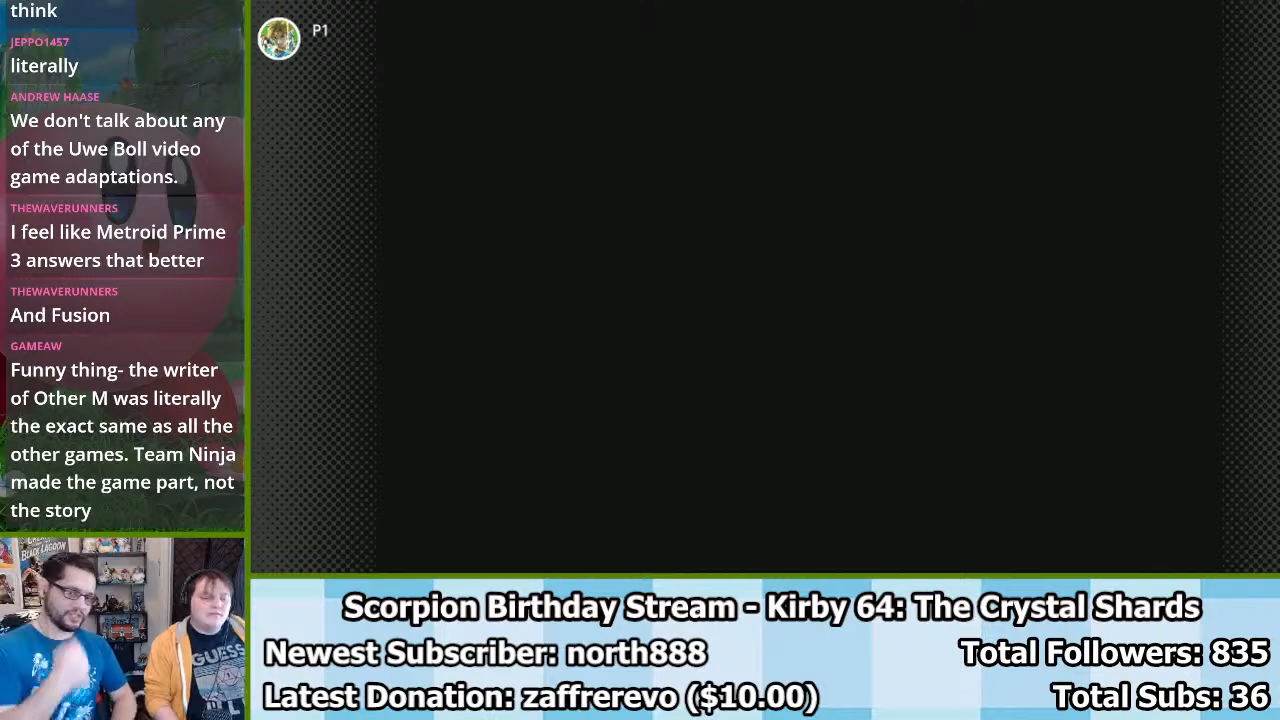 think
JEPPO1457
literally
ANDREW HAASE
We don't talk about any
of the Uwe Boll video
game adaptations.
THEWAVERUNNERS
I feel like Metroid Prime
3 answers that better
THEWAVERUNNERS
And Fusion
GAMEAW
Funny thing- the writer
of Other M was literally
the exact same as all the
other games. Team Ninja
made the game part, not
the story
P1
BLACK LAGOON
GUESS
Scorpion Birthday Stream - Kirby 64: The Crystal Shards
Newest Subscriber: north888
Total Followers: 835
Latest Donation: zaffrerevo ($10.00)
Total Subs: 36